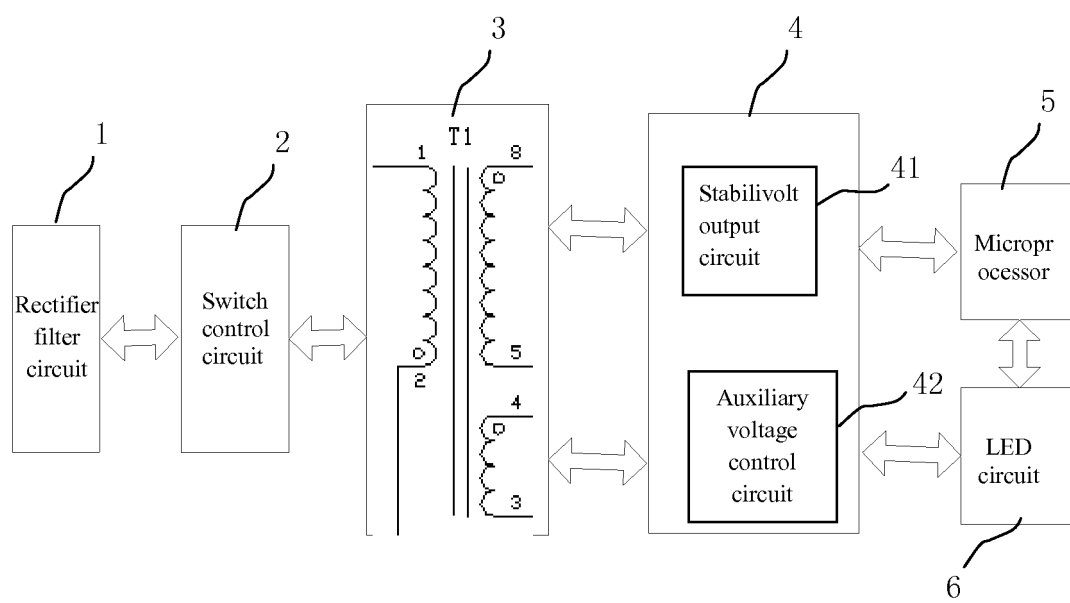 1
Rectifier
filter
circuit
2
Switch
control
circuit
3
T1
1
2
8
5
4
3
4
41
Stabilivolt
output
circuit
42
Auxiliary
voltage
control
circuit
5
Micropr
ocessor
LED
circuit
6